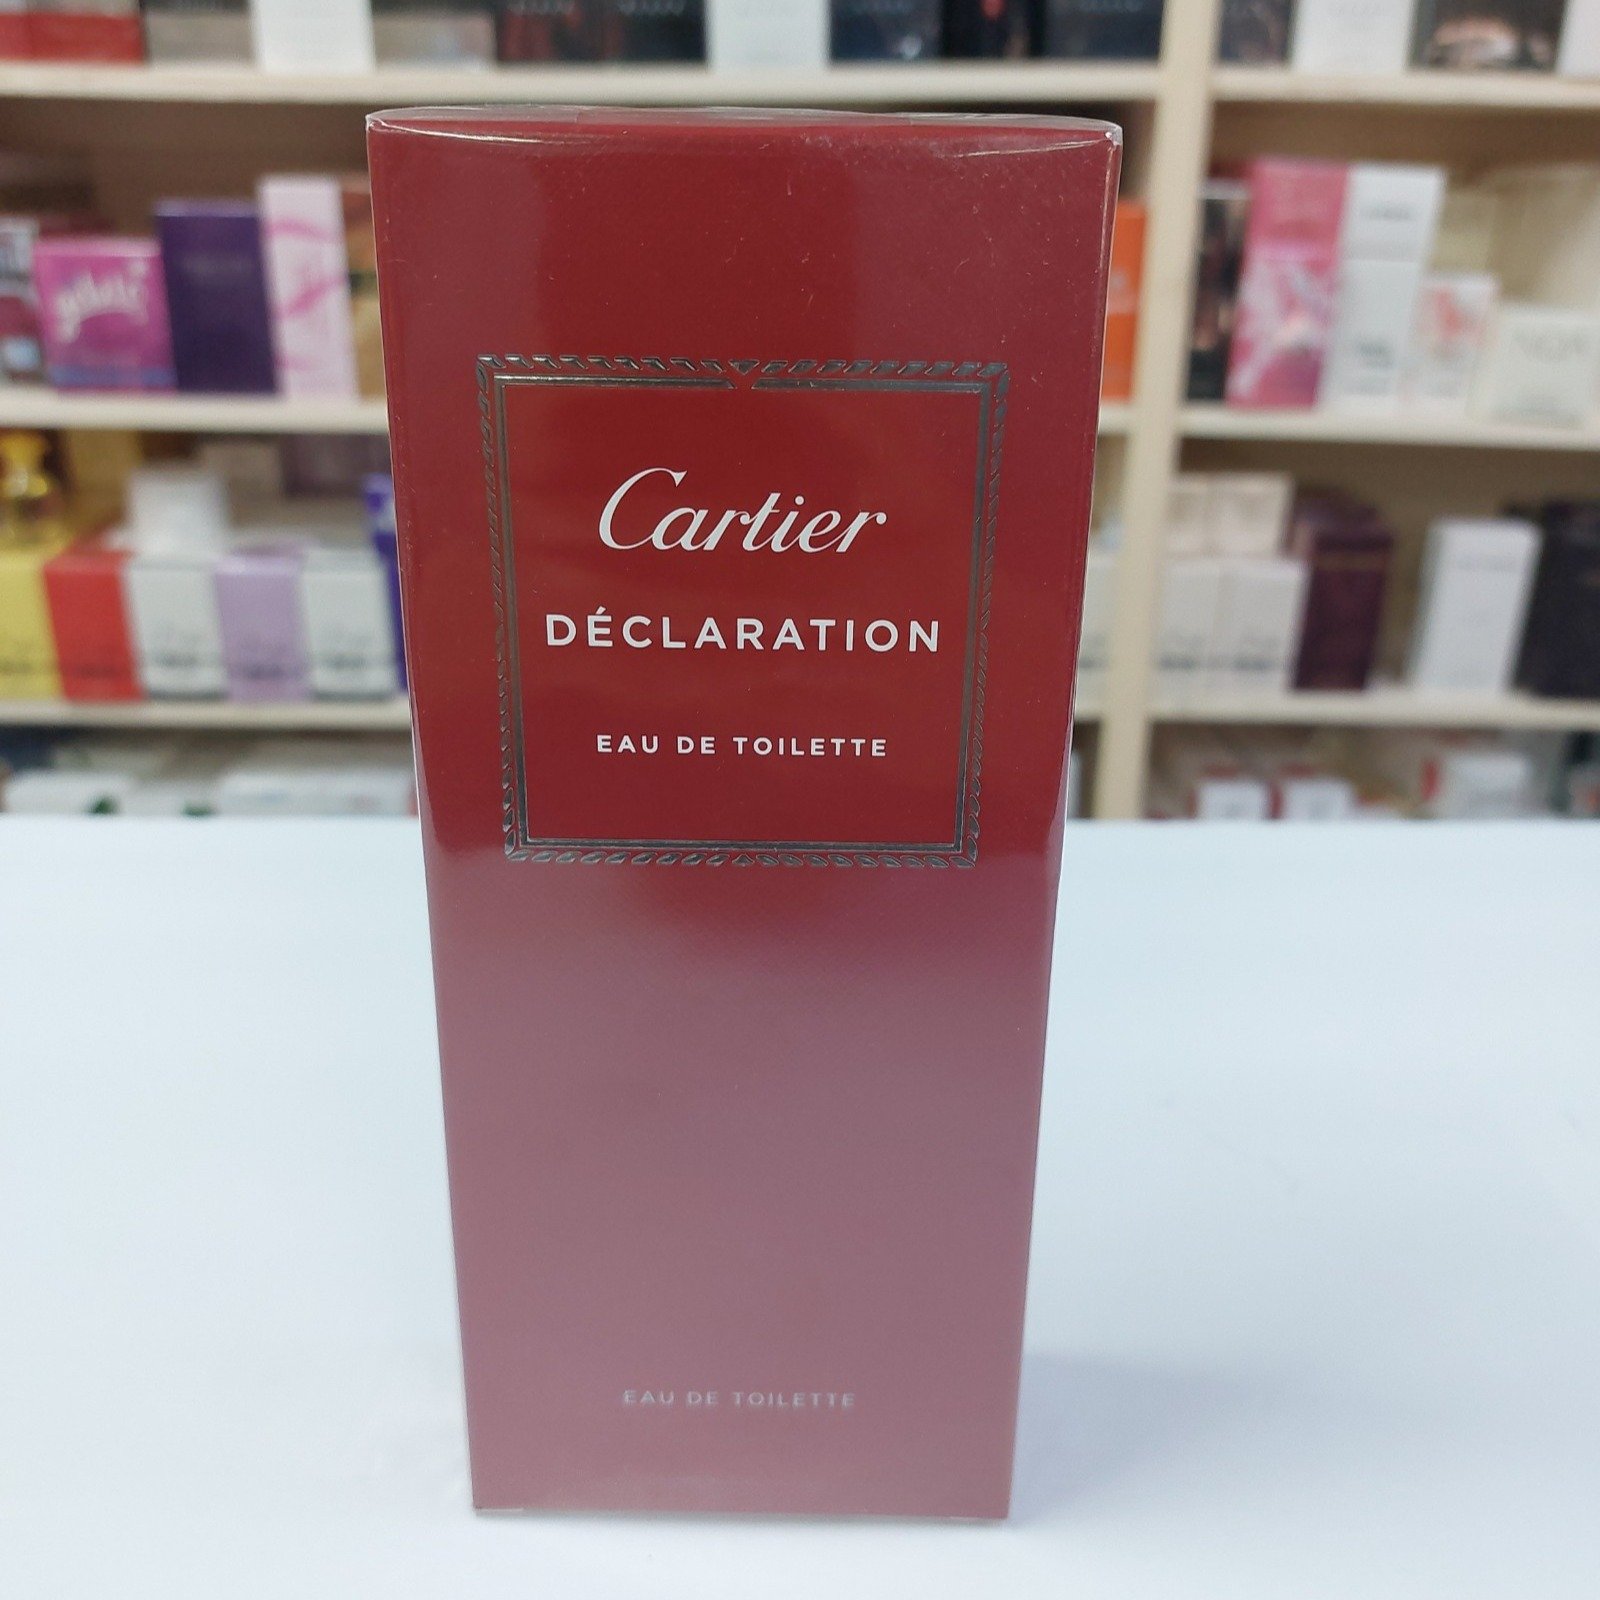 Cartier
DÉCLARATION
EAU DE TOILETTE
EAU DE TOILETTE